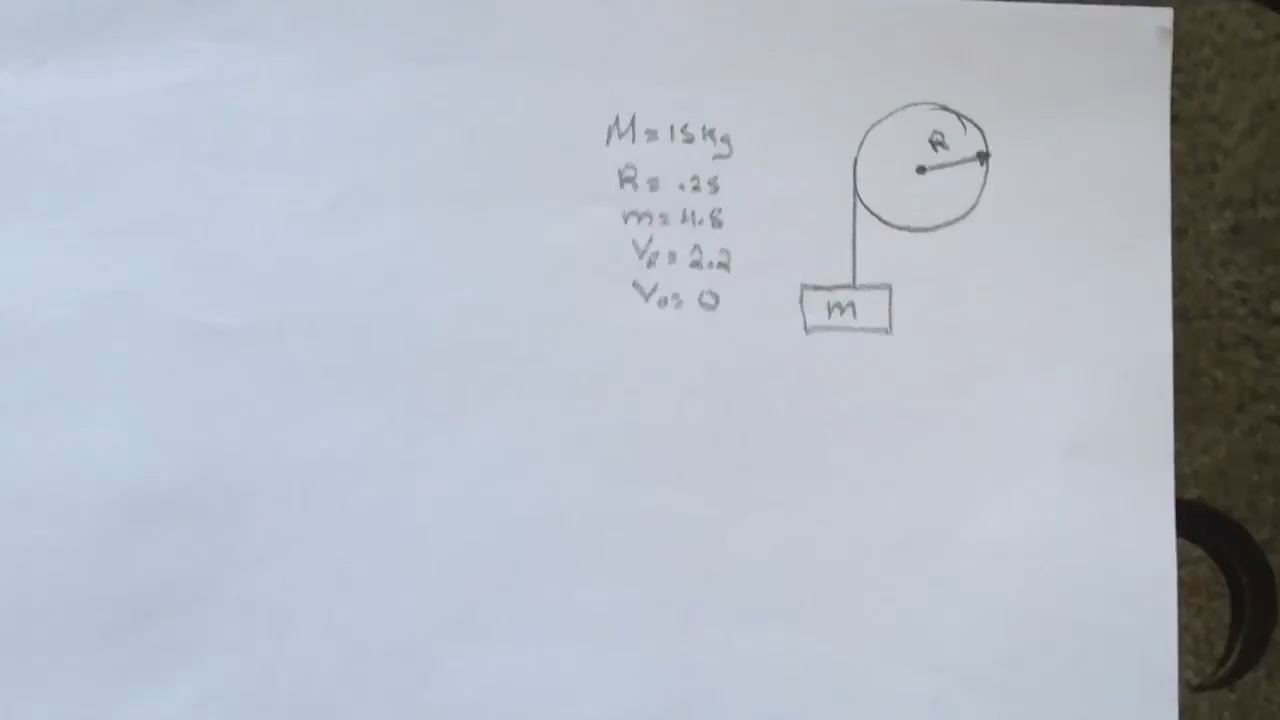 M = 15 Kg
R = .25
m = 4.8
Vf = 2.2
V0 = 0
R
m